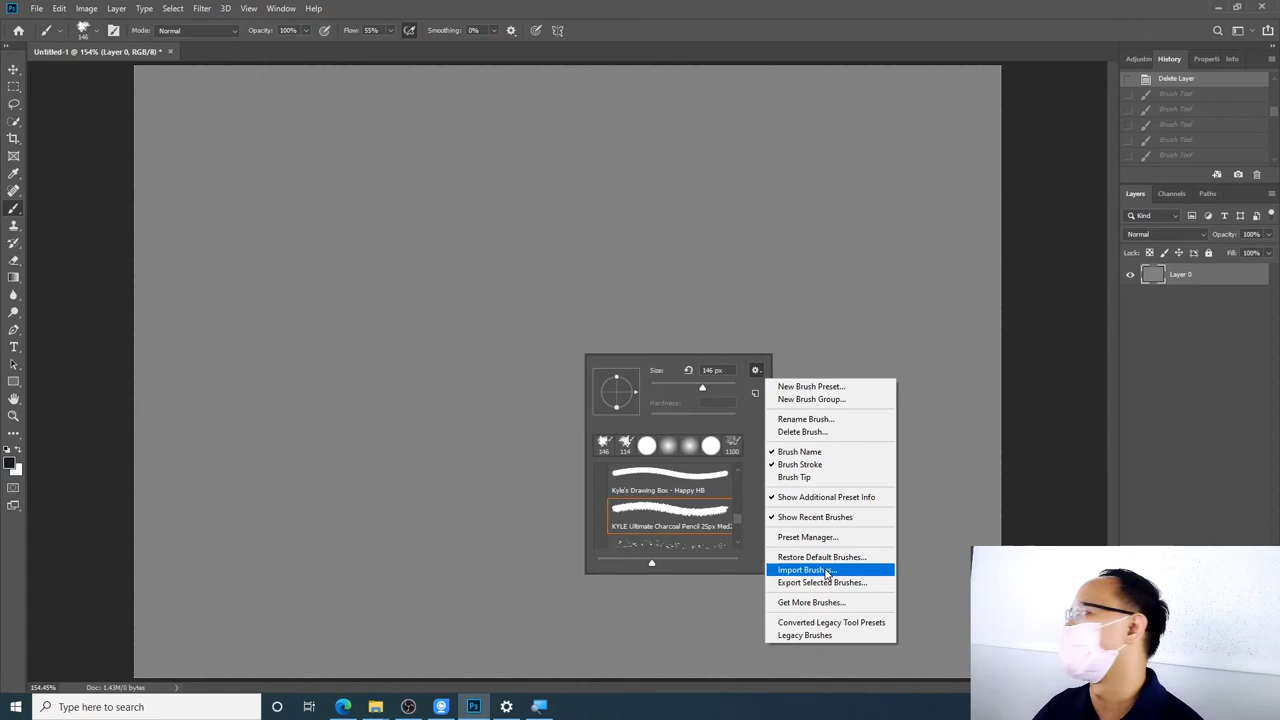 Ps File Edit Image Layer Type Select Filter 3D View Window Help
146 Mode: Normal Opacity: 100% Flow: 55% Smoothing: 0%
Untitled-1 @ 154% (Layer 0, RGB/8) *
Adjustm History Properti Info
Delete Layer
Brush Tool
Brush Tool
Brush Tool
Brush Tool
Brush Tool
Layers Channels Paths
Kind
Normal Opacity: 100%
Lock: Fill: 100%
Layer 0
Size: 146 px
Hardness:
146 114 1100
Kyle's Drawing Box - Happy HB
KYLE Ultimate Charcoal Pencil 25px Med2
New Brush Preset...
New Brush Group...
Rename Brush...
Delete Brush...
Brush Name
Brush Stroke
Brush Tip
Show Additional Preset Info
Show Recent Brushes
Preset Manager...
Restore Default Brushes...
Import Brushes...
Export Selected Brushes...
Get More Brushes...
Converted Legacy Tool Presets
Legacy Brushes
154.45% Doc: 1.43M/0 bytes
Type here to search
Ps